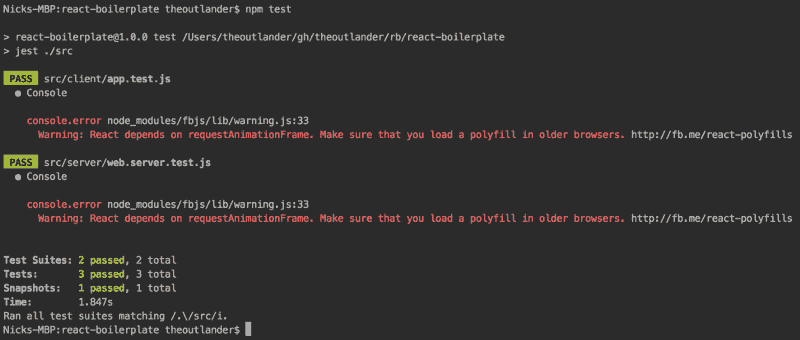 Nicks-MBP:react-boilerplate theoutlander$ npm test
> react-boilerplate@1.0.0 test /Users/theoutlander/gh/theoutlander/rb/react-boilerplate
> jest ./src
PASS src/client/app.test.js
● Console
console.error node_modules/fbjs/lib/warning.js:33
Warning: React depends on requestAnimationFrame. Make sure that you load a polyfill in older browsers. http://fb.me/react-polyfills
PASS src/server/web.server.test.js
● Console
console.error node_modules/fbjs/lib/warning.js:33
Warning: React depends on requestAnimationFrame. Make sure that you load a polyfill in older browsers. http://fb.me/react-polyfills
Test Suites: 2 passed, 2 total
Tests: 3 passed, 3 total
Snapshots: 1 passed, 1 total
Time: 1.847s
Ran all test suites matching /.\/src/i.
Nicks-MBP:react-boilerplate theoutlander$